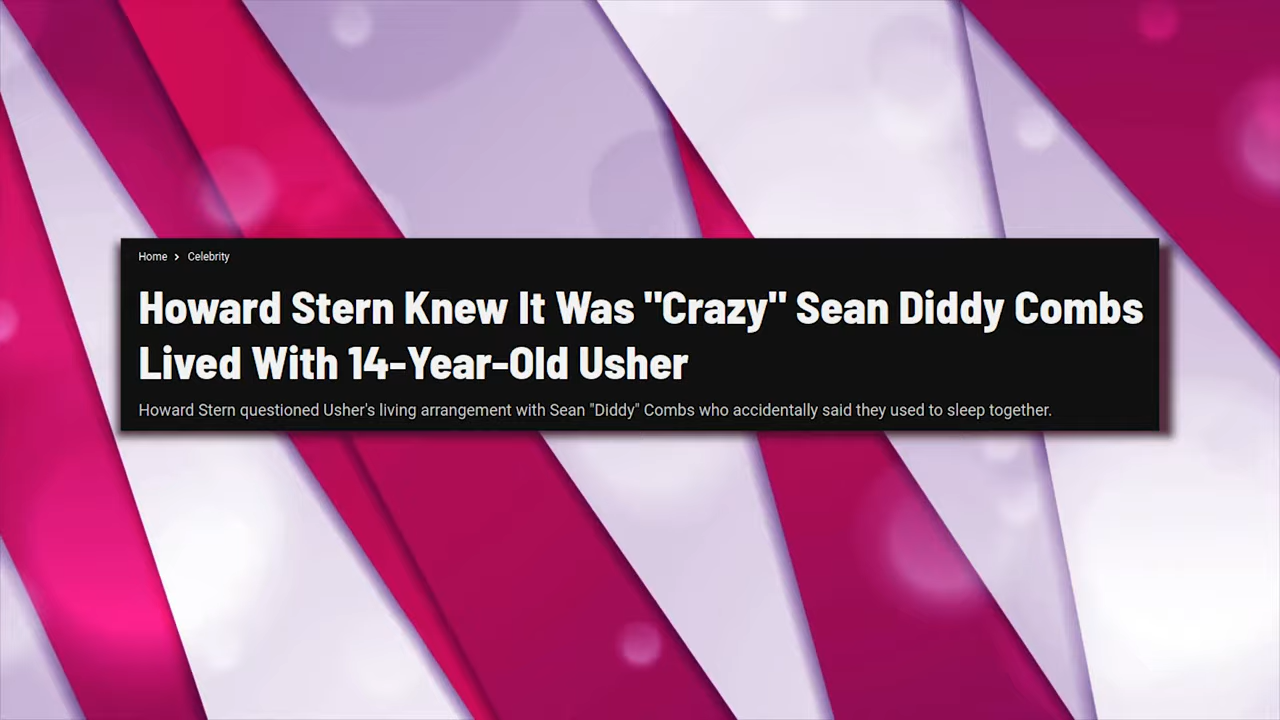 Home > Celebrity
Howard Stern Knew It Was "Crazy" Sean Diddy Combs
Lived With 14-Year-Old Usher
Howard Stern questioned Usher's living arrangement with Sean "Diddy" Combs who accidentally said they used to sleep together.